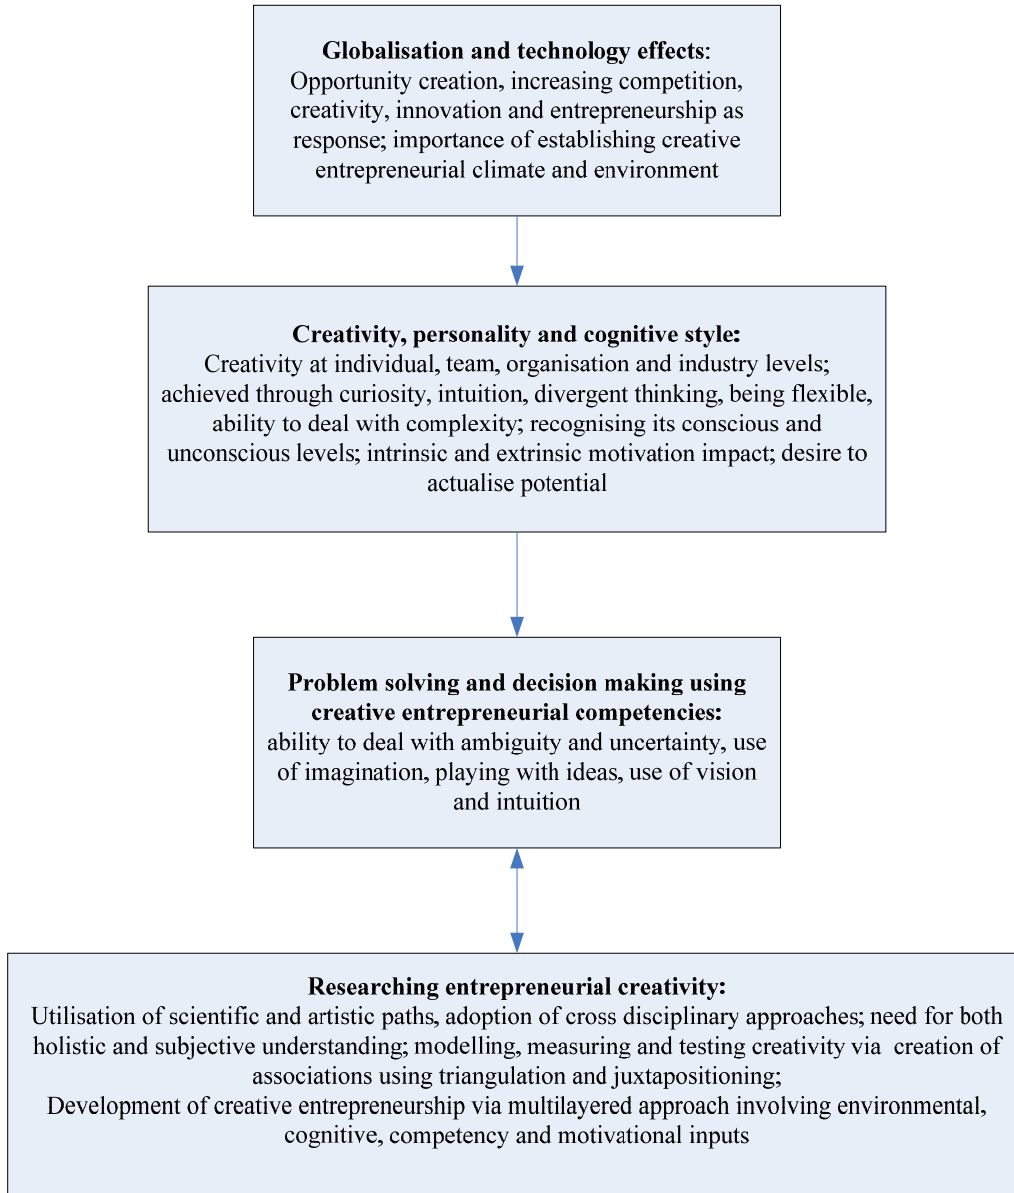 Globalisation and technology effects:
Opportunity creation, increasing competition,
creativity, innovation and entrepreneurship as
response; importance of establishing creative
entrepreneurial climate and environment
Creativity, personality and cognitive style:
Creativity at individual, team, organisation and industry levels;
achieved through curiosity, intuition, divergent thinking, being flexible,
ability to deal with complexity; recognising its conscious and
unconscious levels; intrinsic and extrinsic motivation impact; desire to
actualise potential
Problem solving and decision making using
creative entrepreneurial competencies:
ability to deal with ambiguity and uncertainty, use
of imagination, playing with ideas, use of vision
and intuition
Researching entrepreneurial creativity:
Utilisation of scientific and artistic paths, adoption of cross disciplinary approaches; need for both
holistic and subjective understanding; modelling, measuring and testing creativity via creation of
associations using triangulation and juxtapositioning;
Development of creative entrepreneurship via multilayered approach involving environmental,
cognitive, competency and motivational inputs